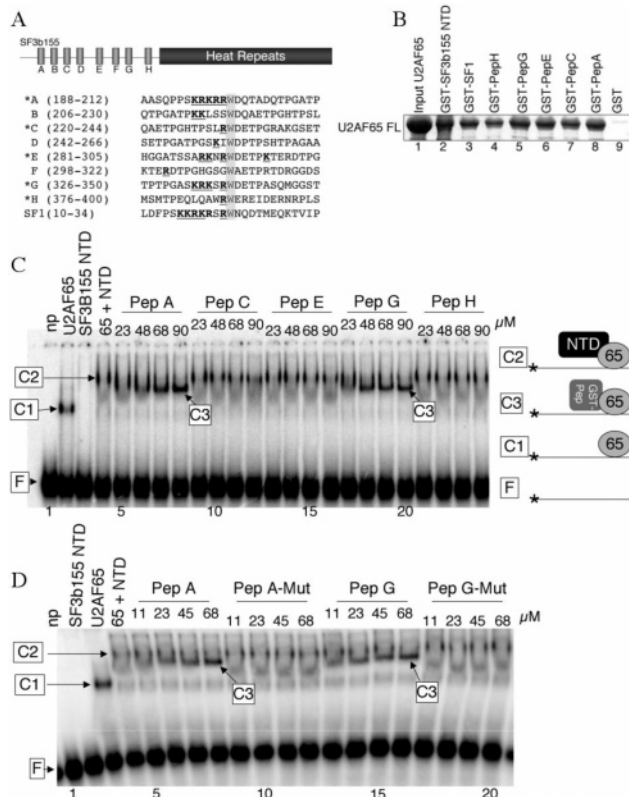 A
SF3b155
Heat Repeats
A B C D E F G H
*A (188-212) AASQPPSKRKRRWDQTADQTPGATP
B (206-230) QTPGATPKKLSSWDQAETPGHTPSL
*C (220-244) QAETPGHTPSLRWDETPGRAKGSET
D (242-266) SETPGATPGSKIWDPTPSHTPAGAA
*E (281-305) HGGATSSARKNRWDETPKTERDTPG
F (298-322) KTERDTPGHGSGWAETPRTDRGGDS
*G (326-350) TPTPGASKRKSRWDETPASQMGGST
*H (376-400) MSMTPEQLQAWRWEREIDERNRPLS
SF1(10-34) LDFPSKKRKRSRWNQDTMEQKTVIP
B
Input U2AF65
GST-SF3b155 NTD
GST-SF1
GST-PepH
GST-PepG
GST-PepE
GST-PepC
GST-PepA
GST
U2AF65 FL
1 2 3 4 5 6 7 8 9
C
np
U2AF65
SF3B155 NTD
65 + NTD
Pep A Pep C Pep E Pep G Pep H
23 48 68 90 23 48 68 90 23 48 68 90 23 48 68 90 23 48 68 90 µM
C2
C1
C3
C3
F
1 5 10 15 20
C2 NTD 65
*
C3 GST-Pep 65
*
C1 65
*
F
*
D
np
SF3b155 NTD
U2AF65
65 + NTD
Pep A Pep A-Mut Pep G Pep G-Mut
11 23 45 68 11 23 45 68 11 23 45 68 11 23 45 68 µM
C2
C1
C3
C3
F
1 5 10 15 20